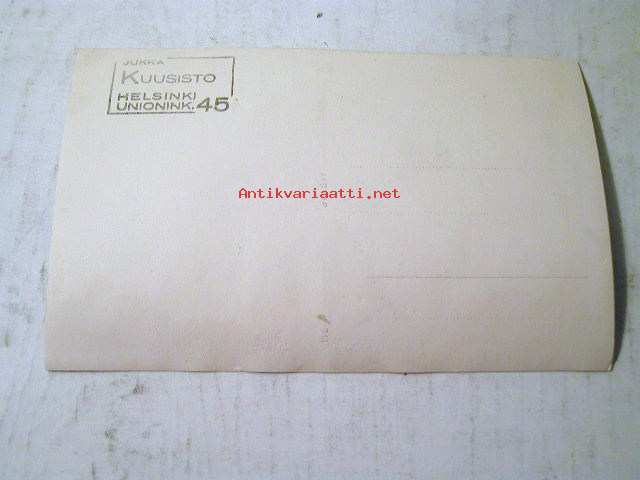 JUKKA
KUUSISTO
HELSINKI
UNIONINK. 45
Antikvariaatti.net